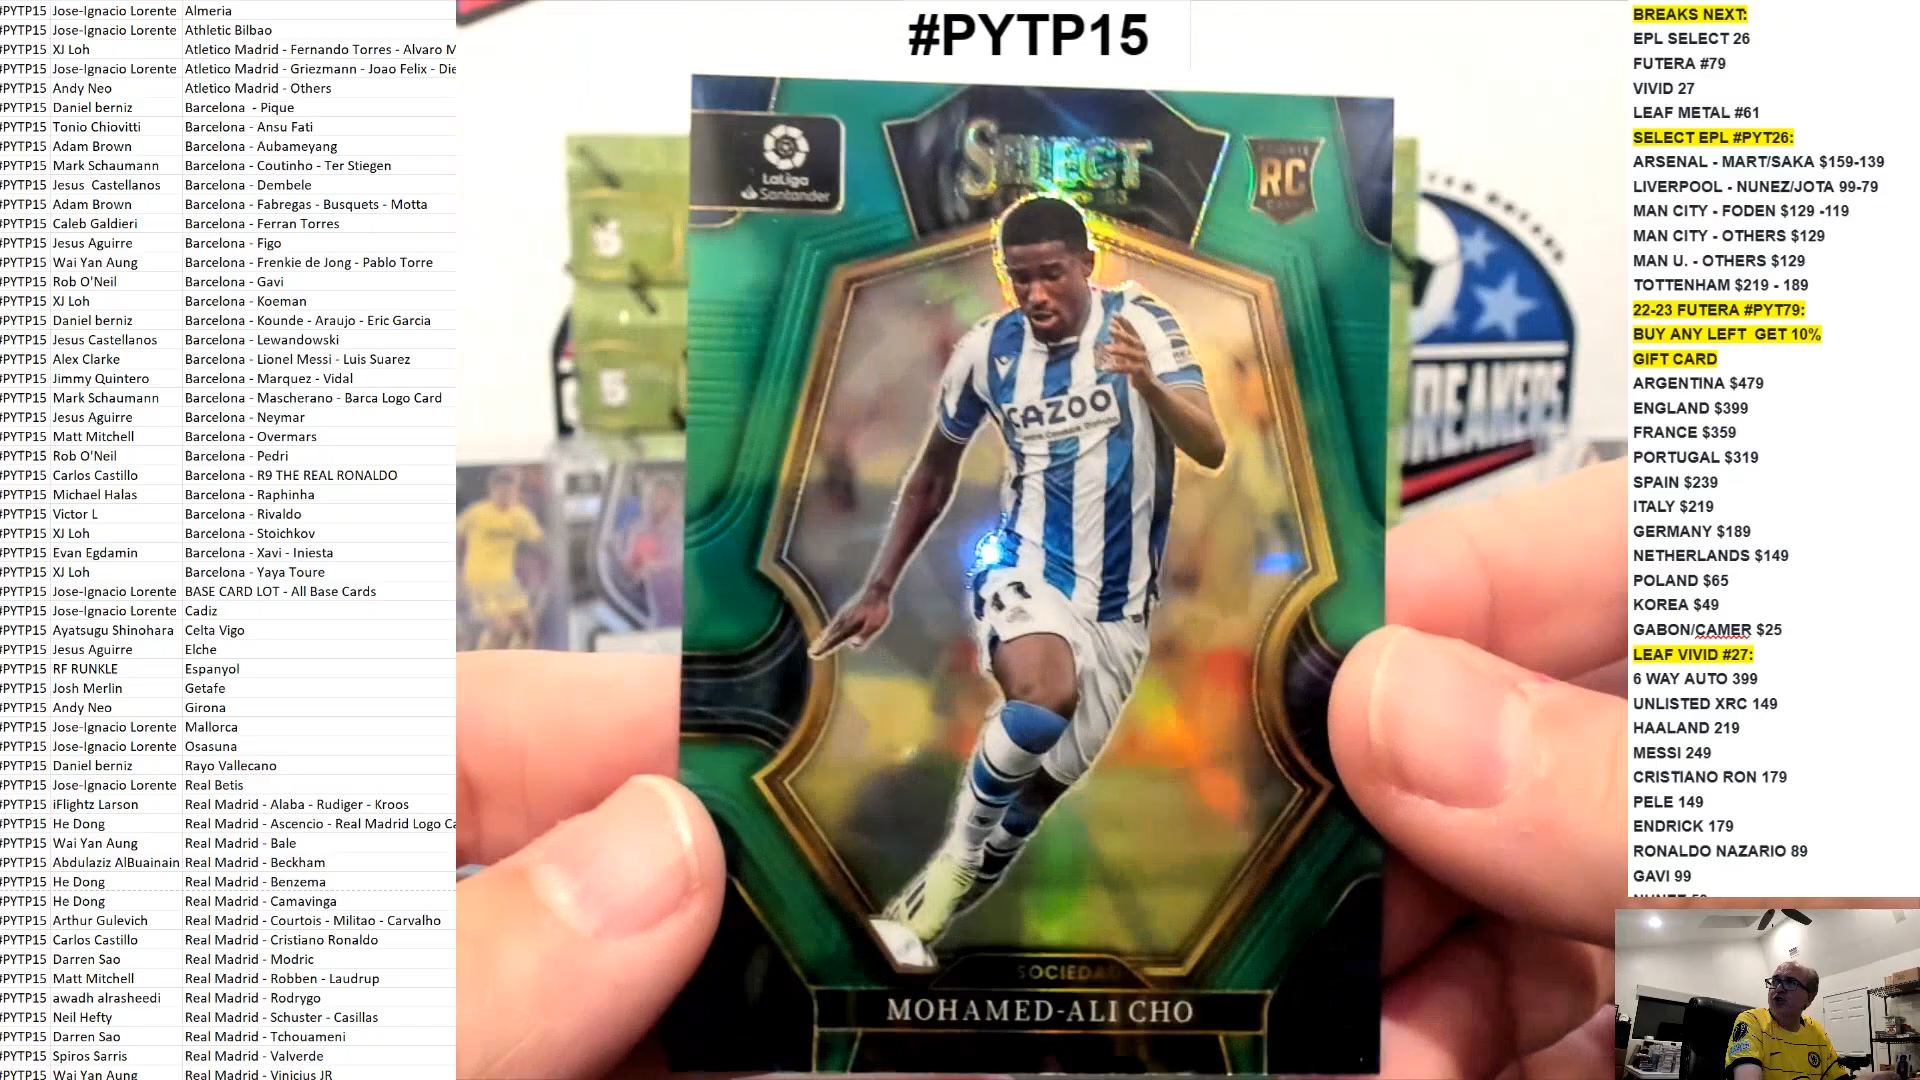 #PYTP15 Jose-Ignacio Lorente Almeria
#PYTP15 Jose-Ignacio Lorente Athletic Bilbao
#PYTP15 XJ Loh Atletico Madrid - Fernando Torres - Alvaro M
#PYTP15 Jose-Ignacio Lorente Atletico Madrid - Griezmann - Joao Felix - Die
#PYTP15 Andy Neo Atletico Madrid - Others
#PYTP15 Daniel berniz Barcelona - Pique
#PYTP15 Tonio Chiovitti Barcelona - Ansu Fati
#PYTP15 Adam Brown Barcelona - Aubameyang
#PYTP15 Mark Schaumann Barcelona - Coutinho - Ter Stiegen
#PYTP15 Jesus Castellanos Barcelona - Dembele
#PYTP15 Adam Brown Barcelona - Fabregas - Busquets - Motta
#PYTP15 Caleb Galdieri Barcelona - Ferran Torres
#PYTP15 Jesus Aguirre Barcelona - Figo
#PYTP15 Wai Yan Aung Barcelona - Frenkie de Jong - Pablo Torre
#PYTP15 Rob O'Neil Barcelona - Gavi
#PYTP15 XJ Loh Barcelona - Koeman
#PYTP15 Daniel berniz Barcelona - Kounde - Araujo - Eric Garcia
#PYTP15 Jesus Castellanos Barcelona - Lewandowski
#PYTP15 Alex Clarke Barcelona - Lionel Messi - Luis Suarez
#PYTP15 Jimmy Quintero Barcelona - Marquez - Vidal
#PYTP15 Mark Schaumann Barcelona - Mascherano - Barca Logo Card
#PYTP15 Jesus Aguirre Barcelona - Neymar
#PYTP15 Matt Mitchell Barcelona - Overmars
#PYTP15 Rob O'Neil Barcelona - Pedri
#PYTP15 Carlos Castillo Barcelona - R9 THE REAL RONALDO
#PYTP15 Michael Halas Barcelona - Raphinha
#PYTP15 Victor L Barcelona - Rivaldo
#PYTP15 XJ Loh Barcelona - Stoichkov
#PYTP15 Evan Egdamin Barcelona - Xavi - Iniesta
#PYTP15 XJ Loh Barcelona - Yaya Toure
#PYTP15 Jose-Ignacio Lorente BASE CARD LOT - All Base Cards
#PYTP15 Jose-Ignacio Lorente Cadiz
#PYTP15 Ayatsugu Shinohara Celta Vigo
#PYTP15 Jesus Aguirre Elche
#PYTP15 RF RUNKLE Espanyol
#PYTP15 Josh Merlin Getafe
#PYTP15 Andy Neo Girona
#PYTP15 Jose-Ignacio Lorente Mallorca
#PYTP15 Jose-Ignacio Lorente Osasuna
#PYTP15 Daniel berniz Rayo Vallecano
#PYTP15 Jose-Ignacio Lorente Real Betis
#PYTP15 iFlightz Larson Real Madrid - Alaba - Rudiger - Kroos
#PYTP15 He Dong Real Madrid - Ascencio - Real Madrid Logo Ca
#PYTP15 Wai Yan Aung Real Madrid - Bale
#PYTP15 Abdulaziz AlBuainain Real Madrid - Beckham
#PYTP15 He Dong Real Madrid - Benzema
#PYTP15 He Dong Real Madrid - Camavinga
#PYTP15 Arthur Gulevich Real Madrid - Courtois - Militao - Carvalho
#PYTP15 Carlos Castillo Real Madrid - Cristiano Ronaldo
#PYTP15 Darren Sao Real Madrid - Modric
#PYTP15 Matt Mitchell Real Madrid - Robben - Laudrup
#PYTP15 awadh alrasheedi Real Madrid - Rodrygo
#PYTP15 Neil Hefty Real Madrid - Schuster - Casillas
#PYTP15 Darren Sao Real Madrid - Tchouameni
#PYTP15 Spiros Sarris Real Madrid - Valverde
#PYTP15 Wai Yan Aung Real Madrid - Vinicius JR
#PYTP15
LaLiga
Santander
SELECT
RC
CAZOO
11
BREAKERS
SOCIEDAD
MOHAMED-ALI CHO
BREAKS NEXT:
EPL SELECT 26
FUTERA #79
VIVID 27
LEAF METAL #61
SELECT EPL #PYT26:
ARSENAL - MART/SAKA $159-139
LIVERPOOL - NUNEZ/JOTA 99-79
MAN CITY - FODEN $129 -119
MAN CITY - OTHERS $129
MAN U. - OTHERS $129
TOTTENHAM $219 - 189
22-23 FUTERA #PYT79:
BUY ANY LEFT GET 10%
GIFT CARD
ARGENTINA $479
ENGLAND $399
FRANCE $359
PORTUGAL $319
SPAIN $239
ITALY $219
GERMANY $189
NETHERLANDS $149
POLAND $65
KOREA $49
GABON/CAMER $25
LEAF VIVID #27:
6 WAY AUTO 399
UNLISTED XRC 149
HAALAND 219
MESSI 249
CRISTIANO RON 179
PELE 149
ENDRICK 179
RONALDO NAZARIO 89
GAVI 99